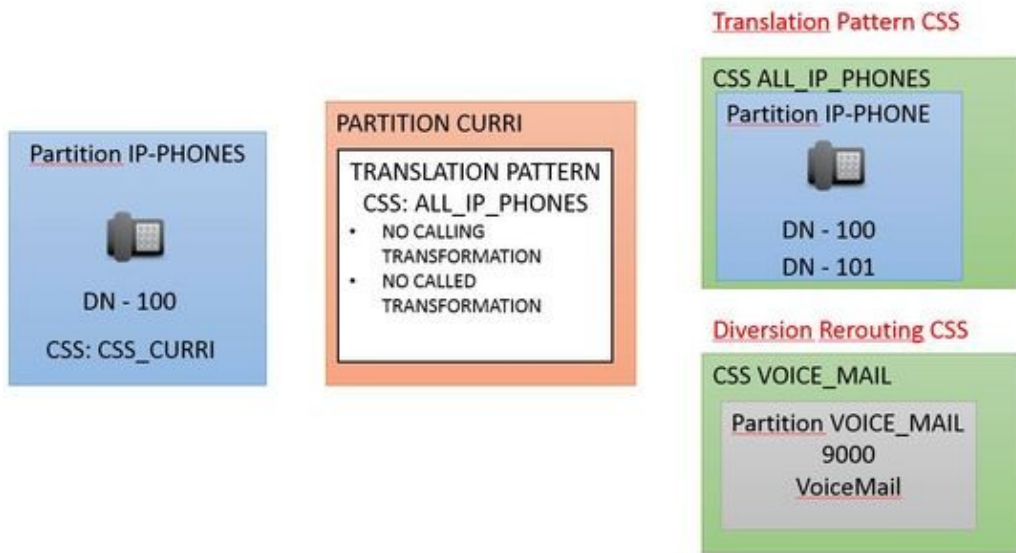 Partition IP-PHONES
DN - 100
CSS: CSS_CURRI
PARTITION CURRI
TRANSLATION PATTERN
CSS: ALL_IP_PHONES
• NO CALLING
TRANSFORMATION
• NO CALLED
TRANSFORMATION
Translation Pattern CSS
CSS ALL_IP_PHONES
Partition IP-PHONE
DN - 100
DN - 101
Diversion Rerouting CSS
CSS VOICE_MAIL
Partition VOICE_MAIL
9000
VoiceMail